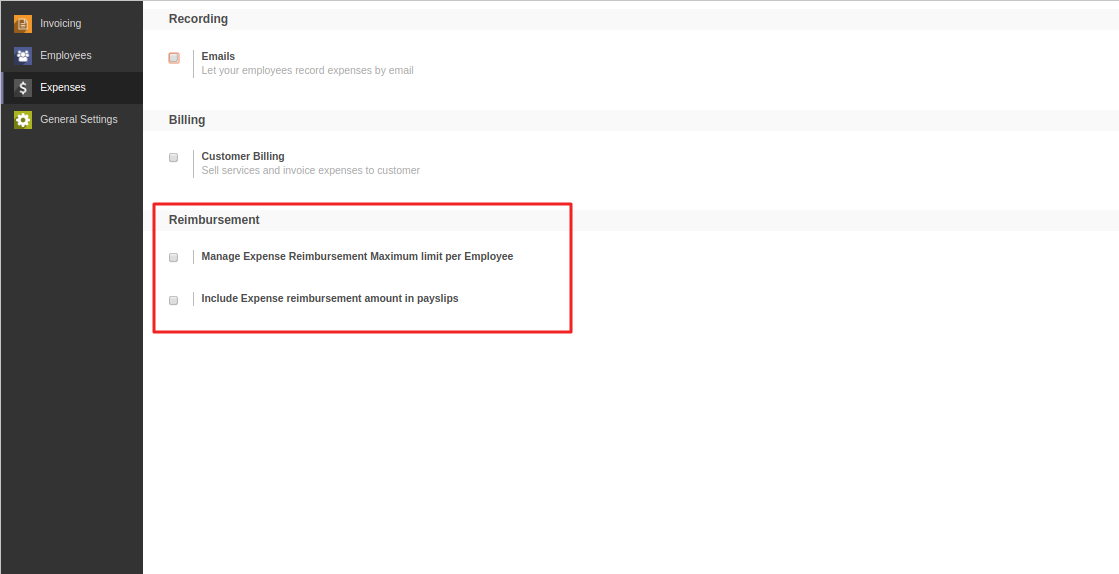 Invoicing
Employees
Expenses
General Settings
Recording
Emails
Let your employees record expenses by email
Billing
Customer Billing
Sell services and invoice expenses to customer
Reimbursement
Manage Expense Reimbursement Maximum limit per Employee
Include Expense reimbursement amount in payslips